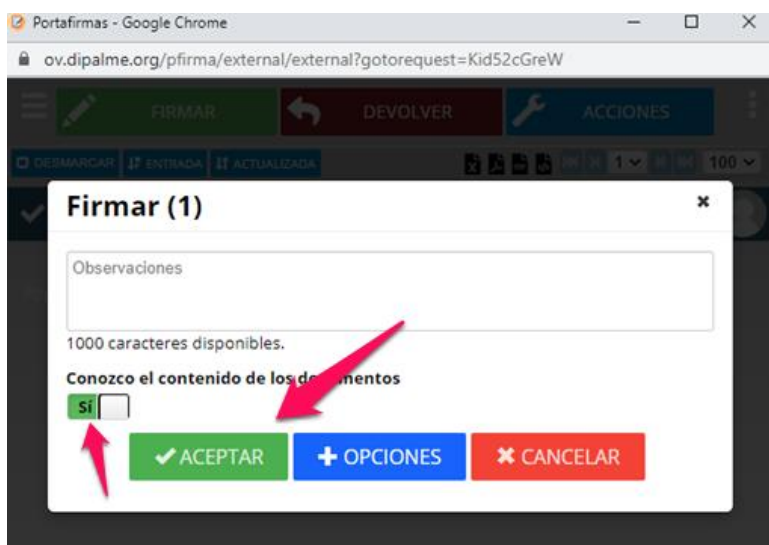 Portafirmas - Google Chrome
ov.dipalme.org/pfirma/external/external?gotorequest=Kid52cGreW
FIRMAR DEVOLVER ACCIONES
DESMARCAR ENTRADA ACTUALIZADA 1 100
Firmar (1)
Observaciones
1000 caracteres disponibles.
Conozco el contenido de los documentos
Sí
ACEPTAR OPCIONES CANCELAR